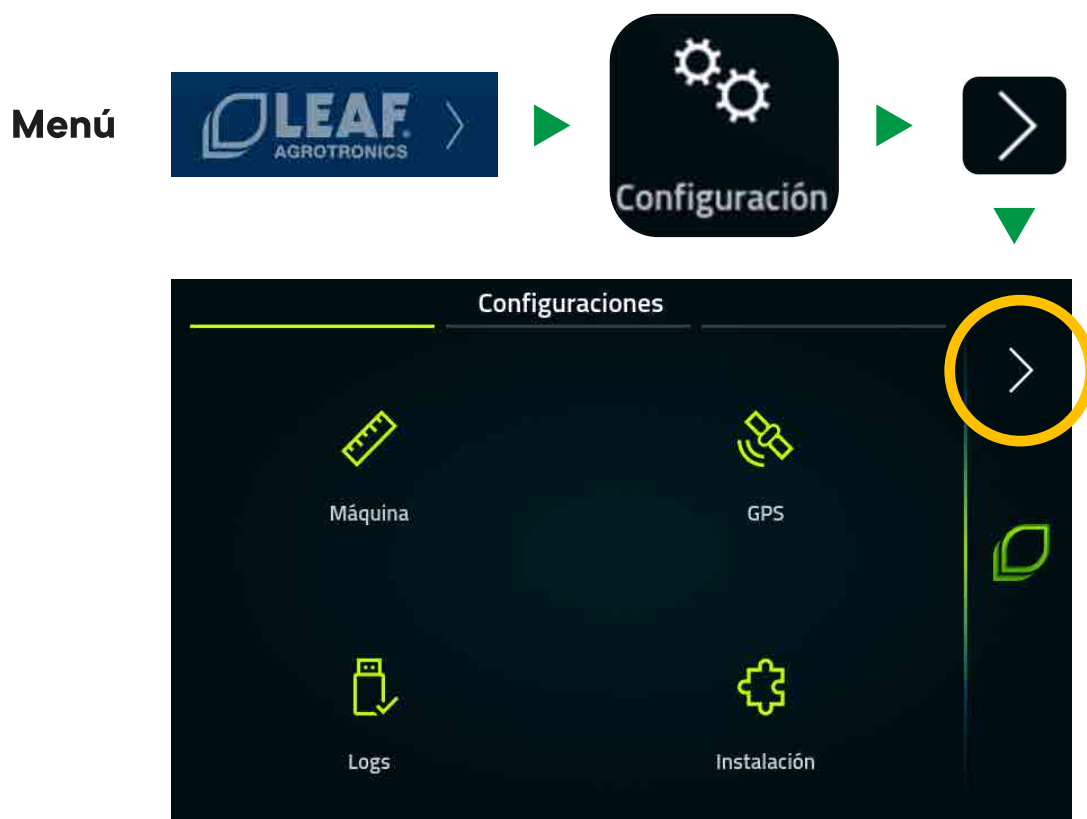 Menú
LEAF
AGROTRONICS
Configuración
Configuraciones
Máquina
GPS
Logs
Instalación